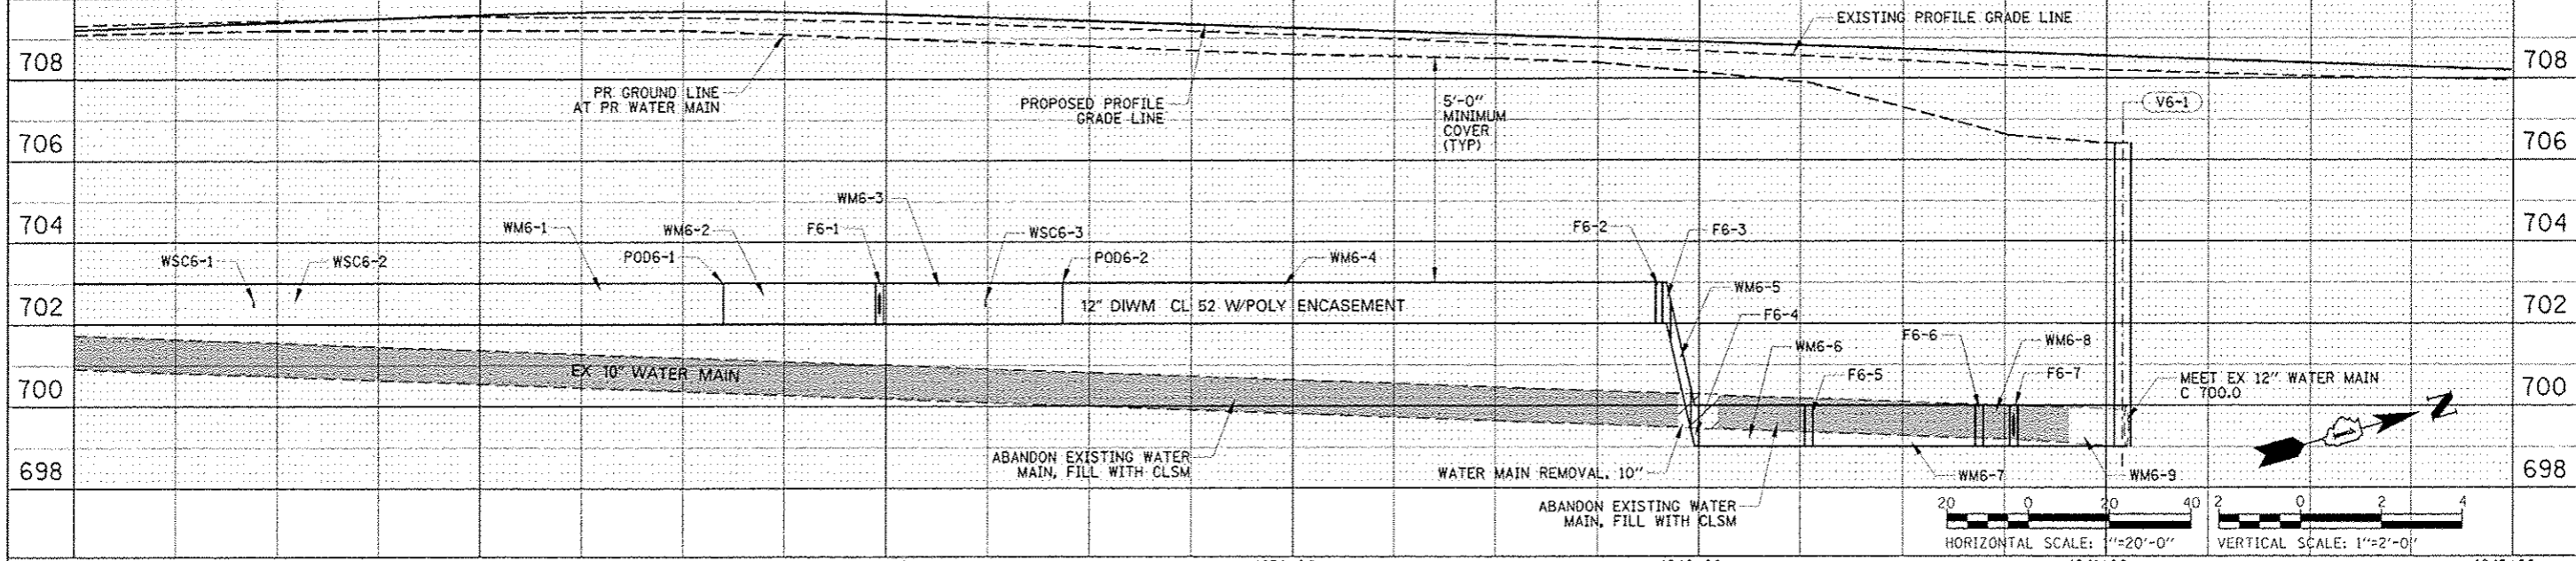 EXISTING PROFILE GRADE LINE
708
708
PR GROUND LINE
AT PR WATER MAIN
PROPOSED PROFILE
GRADE LINE
5'-0"
MINIMUM
COVER
(TYP)
V6-1
706
706
WM6-3
704
WM6-1
WM6-2
F6-1
WSC6-3
F6-2
F6-3
704
WSC6-1
WSC6-2
POD6-1
POD6-2
WM6-4
702
12" DIWM CL 52 W/POLY ENCASEMENT
WM6-5
702
F6-4
WM6-6
F6-6
WM6-8
EX 10" WATER MAIN
F6-5
F6-7
700
MEET EX 12" WATER MAIN
C 700.0
700
N
ABANDON EXISTING WATER
MAIN, FILL WITH CLSM
WATER MAIN REMOVAL, 10"
698
WM6-7
WM6-9
698
ABANDON EXISTING WATER
MAIN, FILL WITH CLSM
20 0 20 40
2 0 2 4
HORIZONTAL SCALE: 1"=20'-0"
VERTICAL SCALE: 1"=2'-0"